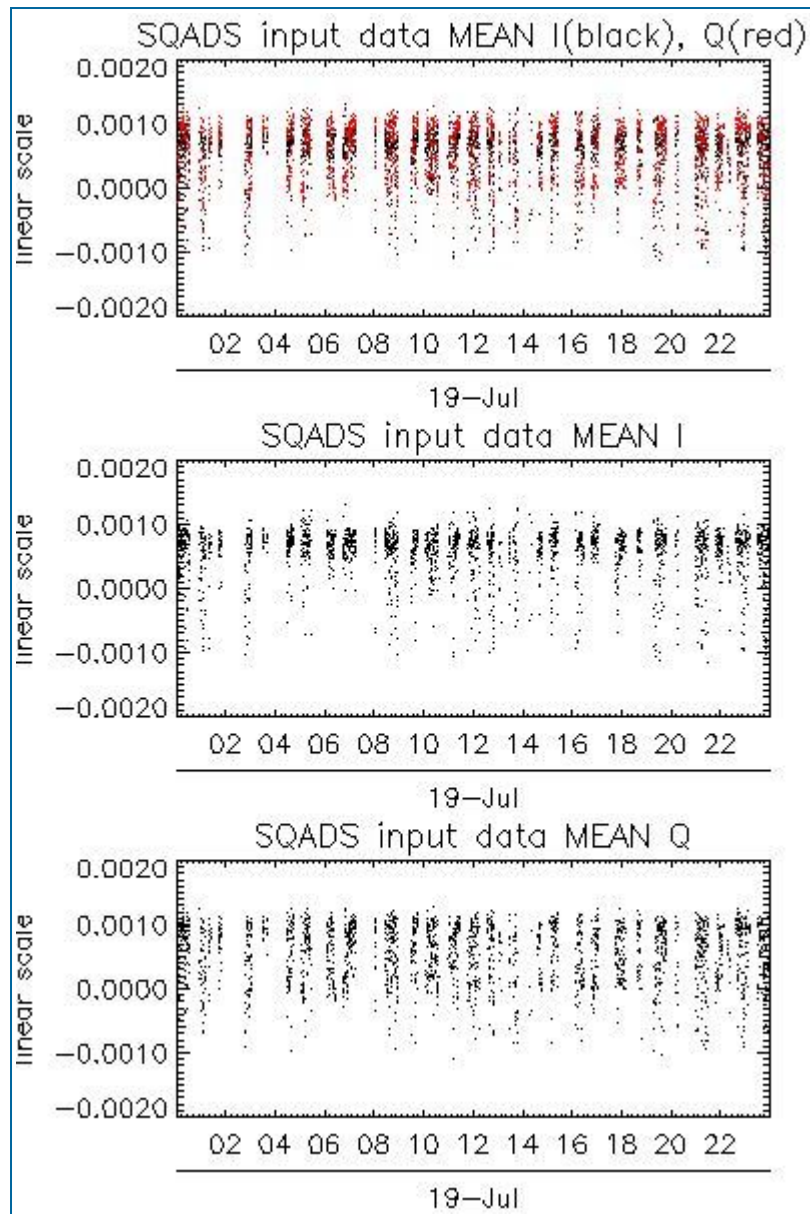 SQADS input data MEAN I(black), Q(red)
0.0020
0.0010
0.0000
−0.0010
−0.0020
linear scale
02 04 06 08 10 12 14 16 18 20 22
19−Jul
SQADS input data MEAN I
0.0020
0.0010
0.0000
−0.0010
−0.0020
linear scale
02 04 06 08 10 12 14 16 18 20 22
19−Jul
SQADS input data MEAN Q
0.0020
0.0010
0.0000
−0.0010
−0.0020
linear scale
02 04 06 08 10 12 14 16 18 20 22
19−Jul